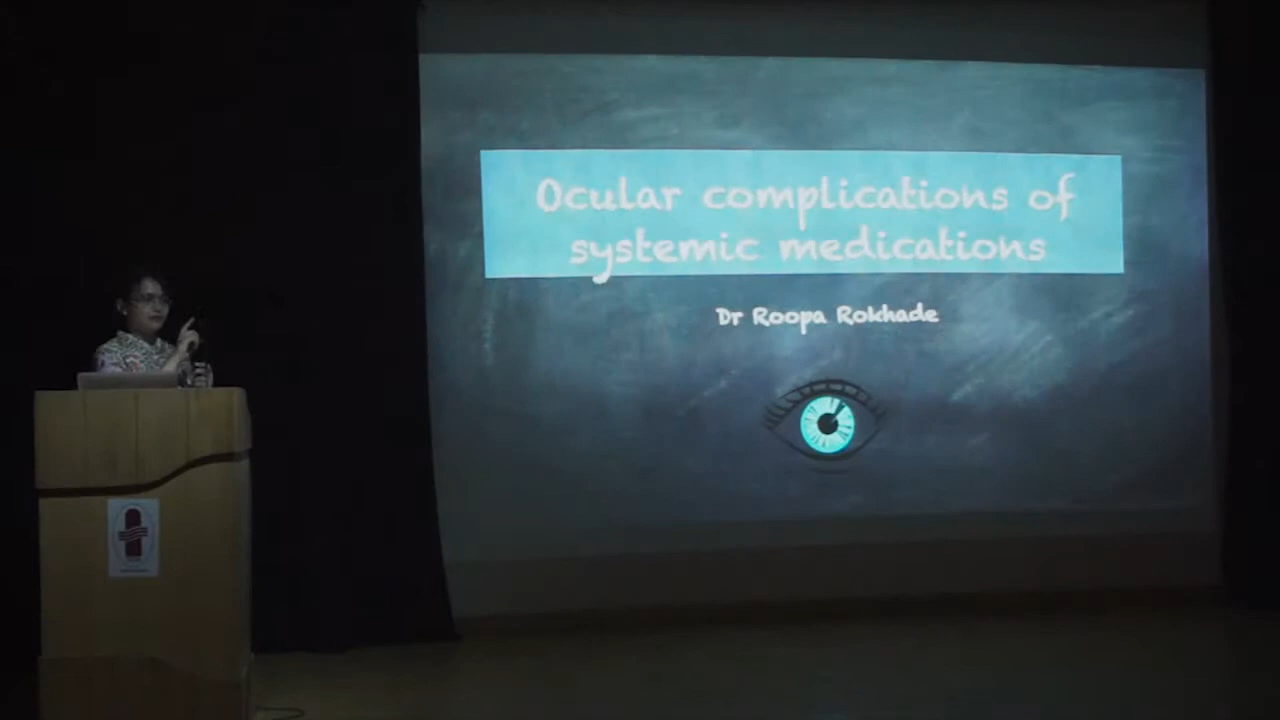 Ocular complications of
systemic medications
Dr Roopa Rokhade